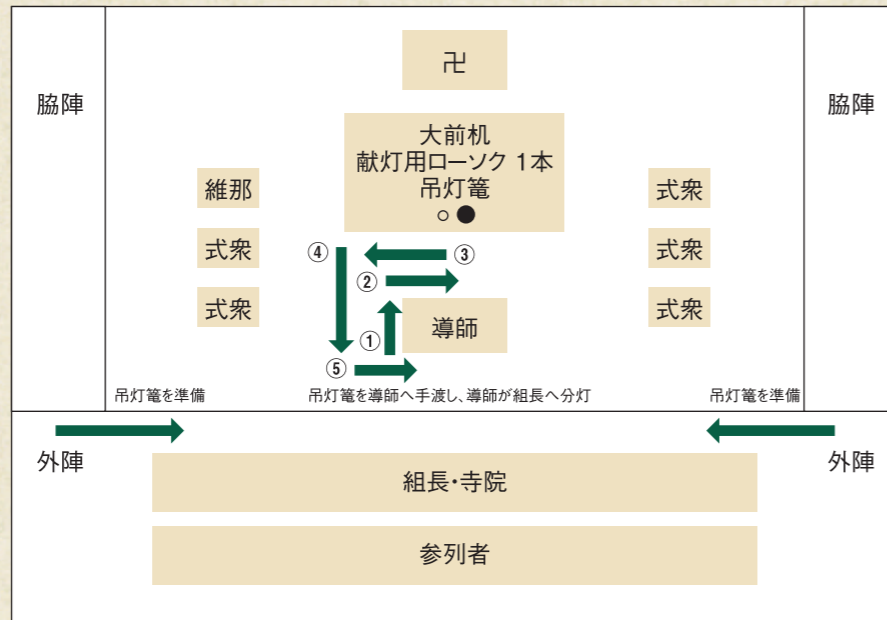 卍
脇陣
脇陣
大前机
献灯用ローソク 1本
吊灯篭
○ ●
維那
式衆
式衆
式衆
式衆
式衆
④
③
②
①
導師
⑤
吊灯篭を準備
吊灯篭を導師へ手渡し、導師が組長へ分灯
吊灯篭を準備
外陣
外陣
組長・寺院
参列者